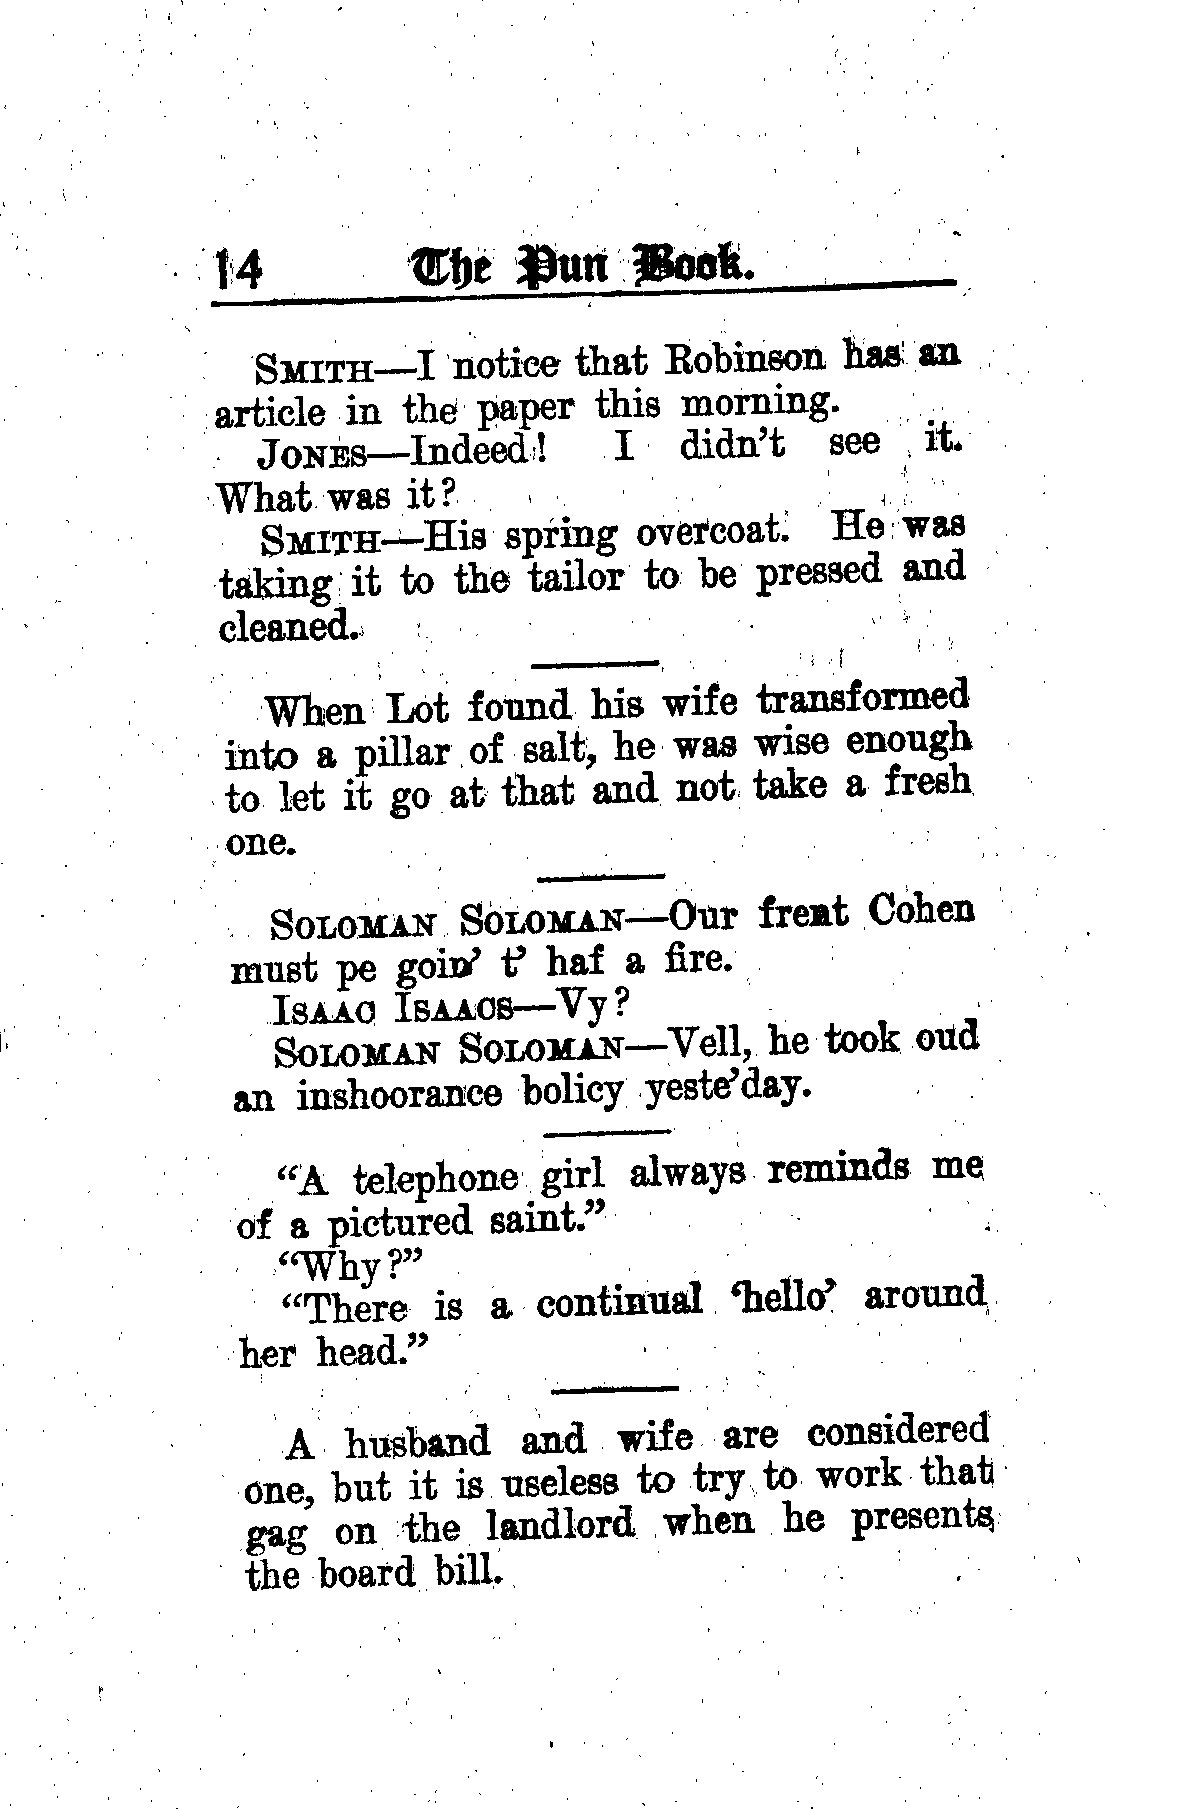 14 The Pun Book.
SMITH—I notice that Robinson has an
article in the paper this morning.
JONES—Indeed! I didn't see it.
What was it?
SMITH—His spring overcoat. He was
taking it to the tailor to be pressed and
cleaned.
When Lot found his wife transformed
into a pillar of salt, he was wise enough
to let it go at that and not take a fresh
one.
SOLOMAN SOLOMAN—Our frent Cohen
must pe goin' t' haf a fire.
ISAAC ISAACS—Vy?
SOLOMAN SOLOMAN—Vell, he took oud
an inshoorance bolicy yeste'day.
"A telephone girl always reminds me
of a pictured saint."
"Why?"
"There is a continual 'hello' around
her head."
A husband and wife are considered
one, but it is useless to try to work that
gag on the landlord when he presents
the board bill.